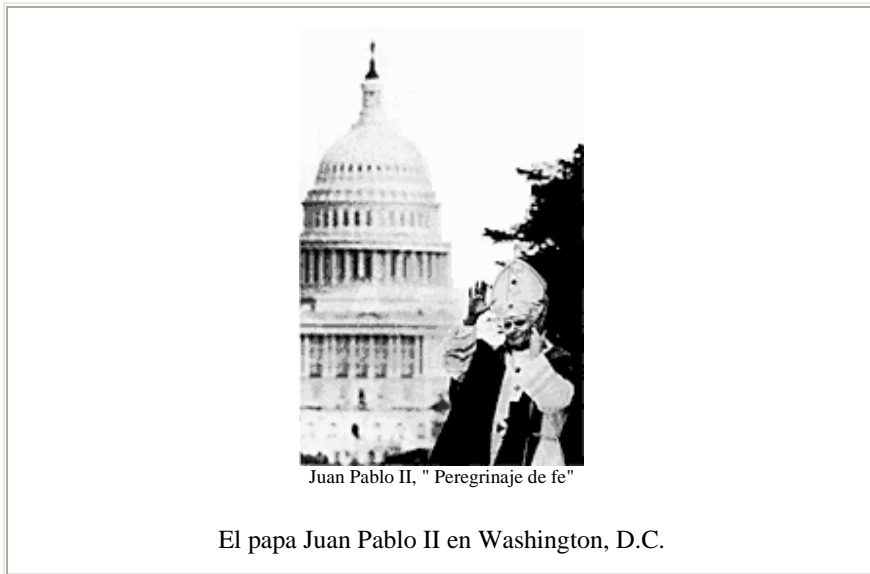 Juan Pablo II, " Peregrinaje de fe"
El papa Juan Pablo II en Washington, D.C.